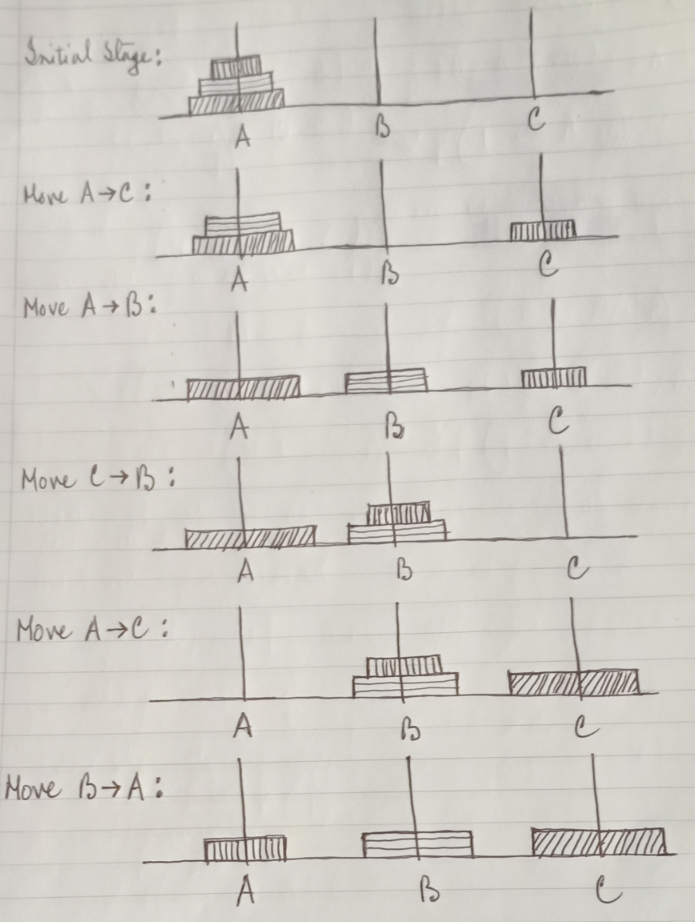 Initial Stage:
A B C
Move A→C:
A B C
Move A→B:
A B C
Move C→B:
A B C
Move A→C:
A B C
Move B→A:
A B C